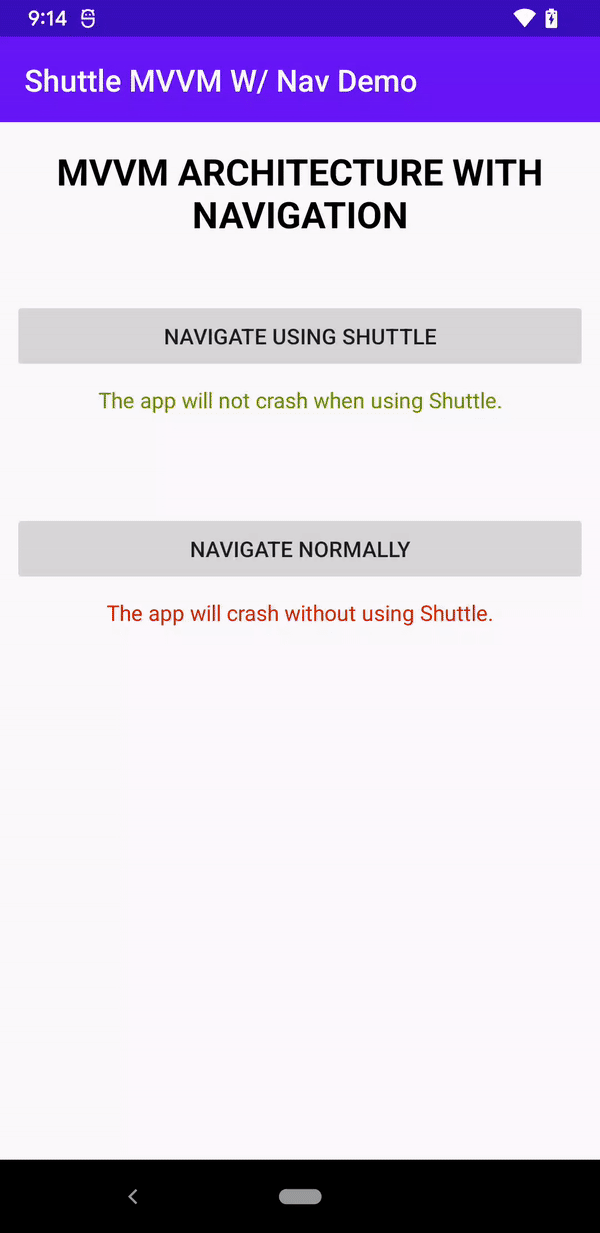 9:14
Shuttle MVVM W/ Nav Demo
MVVM ARCHITECTURE WITH
NAVIGATION
NAVIGATE USING SHUTTLE
The app will not crash when using Shuttle.
NAVIGATE NORMALLY
The app will crash without using Shuttle.